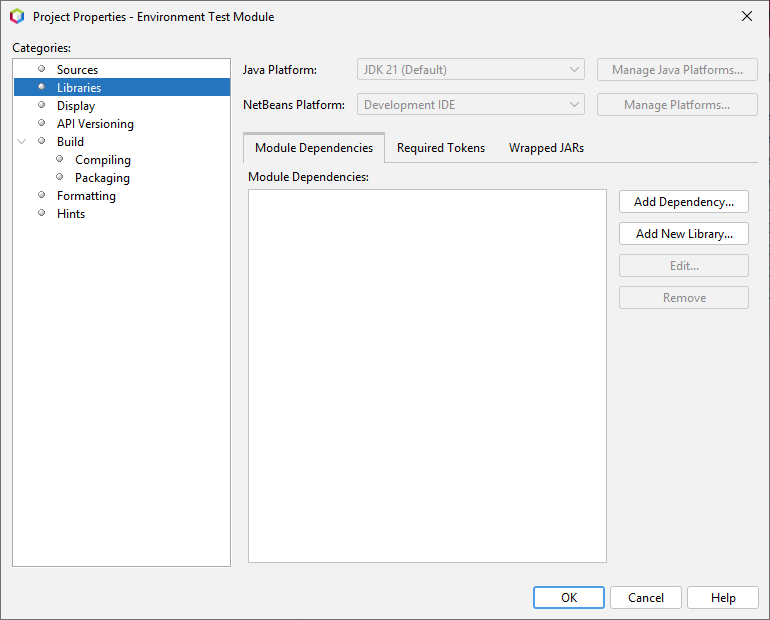 Project Properties - Environment Test Module
Categories:
Sources
Libraries
Display
API Versioning
Build
Compiling
Packaging
Formatting
Hints
Java Platform:
JDK 21 (Default)
Manage Java Platforms...
NetBeans Platform:
Development IDE
Manage Platforms...
Module Dependencies
Required Tokens
Wrapped JARs
Module Dependencies:
Add Dependency...
Add New Library...
Edit...
Remove
OK
Cancel
Help